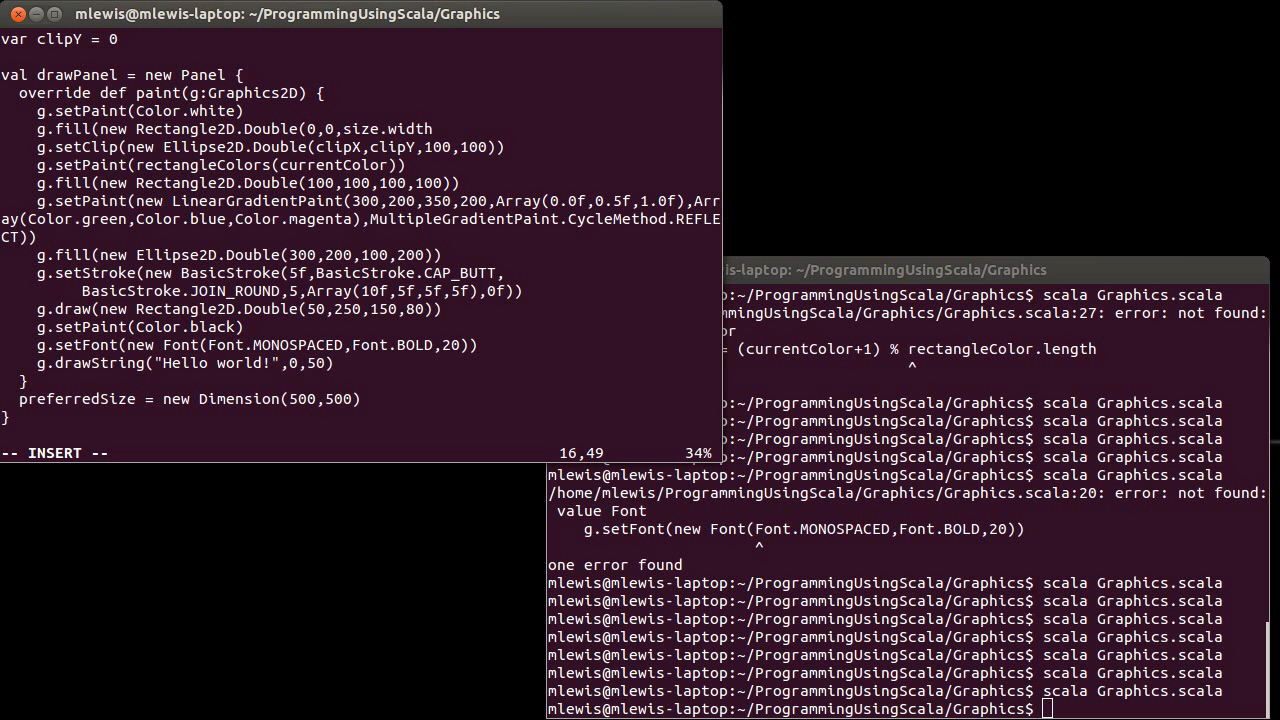 mlewis@mlewis-laptop: ~/ProgrammingUsingScala/Graphics
var clipY = 0
val drawPanel = new Panel {
  override def paint(g:Graphics2D) {
    g.setPaint(Color.white)
    g.fill(new Rectangle2D.Double(0,0,size.width
    g.setClip(new Ellipse2D.Double(clipX,clipY,100,100))
    g.setPaint(rectangleColors(currentColor))
    g.fill(new Rectangle2D.Double(100,100,100,100))
    g.setPaint(new LinearGradientPaint(300,200,350,200,Array(0.0f,0.5f,1.0f),Arr
ay(Color.green,Color.blue,Color.magenta),MultipleGradientPaint.CycleMethod.REFLE
CT))
    g.fill(new Ellipse2D.Double(300,200,100,200))
    g.setStroke(new BasicStroke(5f,BasicStroke.CAP_BUTT,
         BasicStroke.JOIN_ROUND,5,Array(10f,5f,5f,5f),0f))
    g.draw(new Rectangle2D.Double(50,250,150,80))
    g.setPaint(Color.black)
    g.setFont(new Font(Font.MONOSPACED,Font.BOLD,20))
    g.drawString("Hello world!",0,50)
  }
  preferredSize = new Dimension(500,500)
}
-- INSERT -- 16,49 34%
is-laptop: ~/ProgrammingUsingScala/Graphics
:~/ProgrammingUsingScala/Graphics$ scala Graphics.scala
mingUsingScala/Graphics/Graphics.scala:27: error: not found:
or
= (currentColor+1) % rectangleColor.length
^
:~/ProgrammingUsingScala/Graphics$ scala Graphics.scala
:~/ProgrammingUsingScala/Graphics$ scala Graphics.scala
:~/ProgrammingUsingScala/Graphics$ scala Graphics.scala
:~/ProgrammingUsingScala/Graphics$ scala Graphics.scala
mlewis@mlewis-laptop:~/ProgrammingUsingScala/Graphics$ scala Graphics.scala
/home/mlewis/ProgrammingUsingScala/Graphics/Graphics.scala:20: error: not found:
 value Font
    g.setFont(new Font(Font.MONOSPACED,Font.BOLD,20))
^
one error found
mlewis@mlewis-laptop:~/ProgrammingUsingScala/Graphics$ scala Graphics.scala
mlewis@mlewis-laptop:~/ProgrammingUsingScala/Graphics$ scala Graphics.scala
mlewis@mlewis-laptop:~/ProgrammingUsingScala/Graphics$ scala Graphics.scala
mlewis@mlewis-laptop:~/ProgrammingUsingScala/Graphics$ scala Graphics.scala
mlewis@mlewis-laptop:~/ProgrammingUsingScala/Graphics$ scala Graphics.scala
mlewis@mlewis-laptop:~/ProgrammingUsingScala/Graphics$ scala Graphics.scala
mlewis@mlewis-laptop:~/ProgrammingUsingScala/Graphics$ scala Graphics.scala
mlewis@mlewis-laptop:~/ProgrammingUsingScala/Graphics$